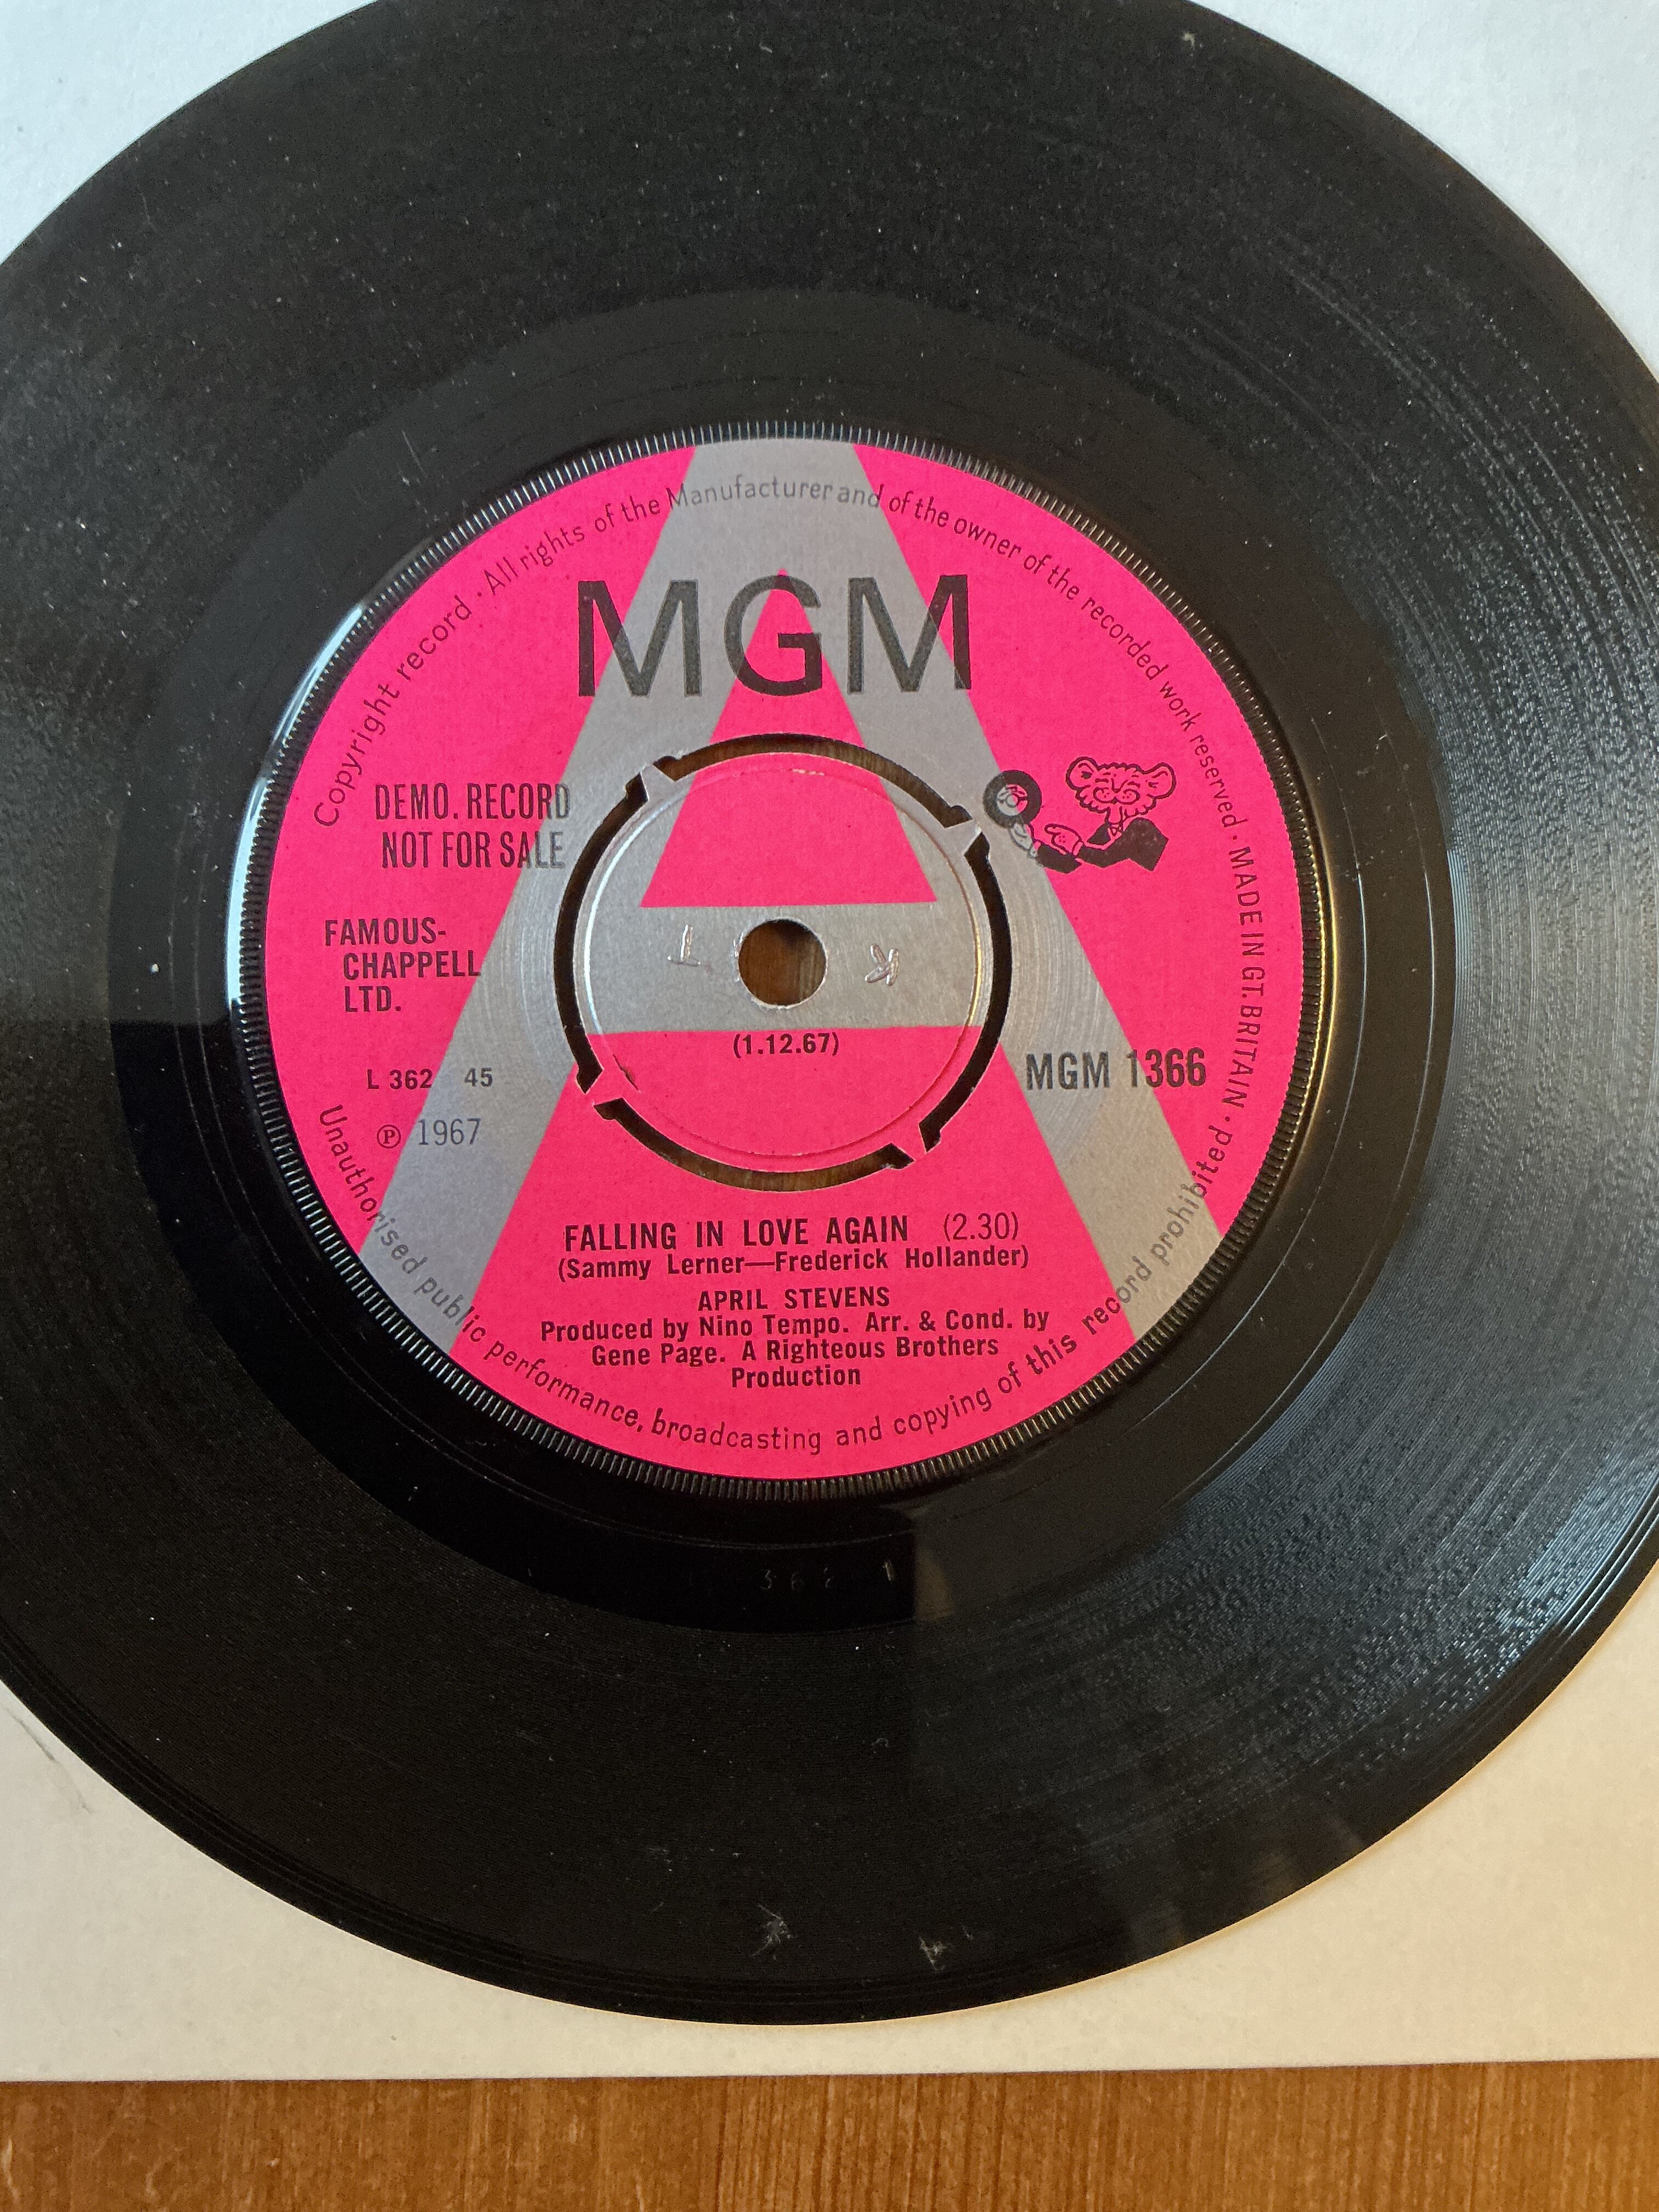 Copyright record · All rights of the Manufacturer and of the owner of the recorded work reserved · MADE IN GT. BRITAIN ·
MGM
DEMO. RECORD
NOT FOR SALE
FAMOUS-
CHAPPELL
LTD.
(1.12.67)
L 362 45
MGM 1366
℗ 1967
FALLING IN LOVE AGAIN (2.30)
(Sammy Lerner—Frederick Hollander)
APRIL STEVENS
Produced by Nino Tempo. Arr. & Cond. by
Gene Page. A Righteous Brothers
Production
Unauthorised public performance, broadcasting and copying of this record prohibited ·
A
T K